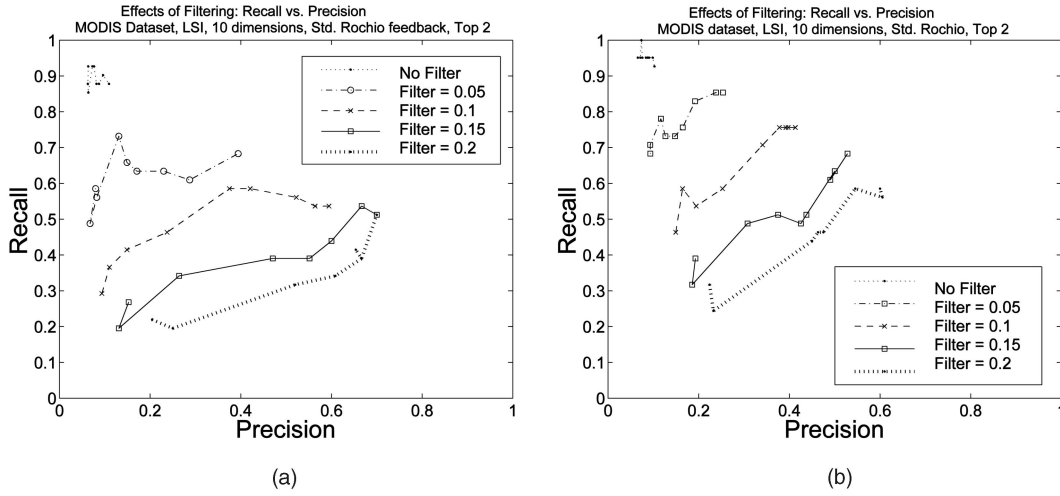 Effects of Filtering: Recall vs. Precision
MODIS Dataset, LSI, 10 dimensions, Std. Rochio feedback, Top 2
1
0.9
0.8
0.7
0.6
0.5
0.4
0.3
0.2
0.1
0
Recall
No Filter
Filter = 0.05
Filter = 0.1
Filter = 0.15
Filter = 0.2
0 0.2 0.4 0.6 0.8 1
Precision
(a)
Effects of Filtering: Recall vs. Precision
MODIS dataset, LSI, 10 dimensions, Std. Rochio, Top 2
1
0.9
0.8
0.7
0.6
0.5
0.4
0.3
0.2
0.1
0
Recall
No Filter
Filter = 0.05
Filter = 0.1
Filter = 0.15
Filter = 0.2
0 0.2 0.4 0.6 0.8 1
Precision
(b)